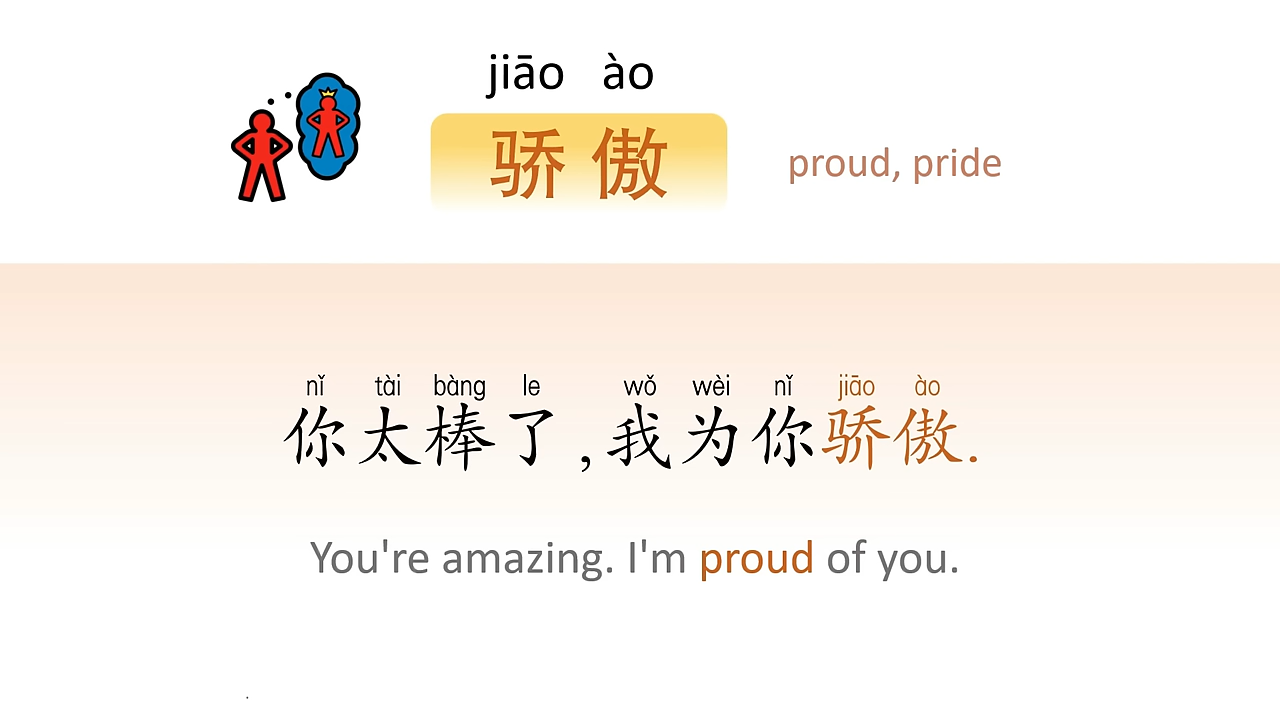 jiāo ào
骄傲
proud, pride
nǐ tài bàng le wǒ wèi nǐ jiāo ào
你太棒了,我为你骄傲.
You're amazing. I'm proud of you.
.